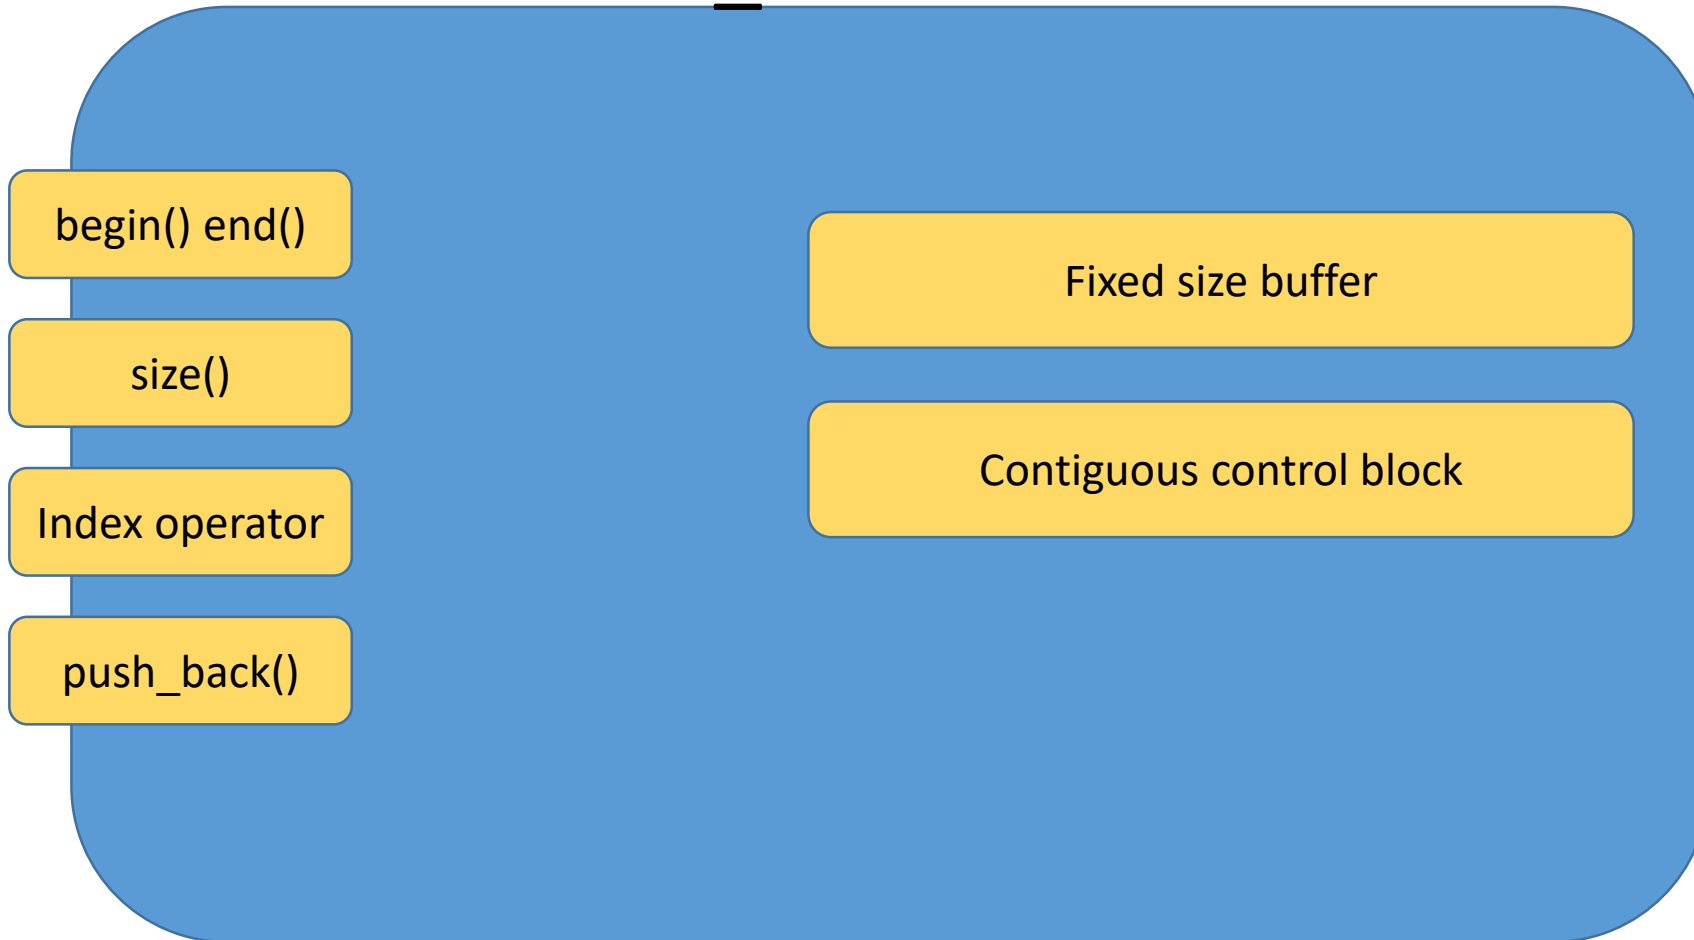 begin() end()
size()
Index operator
push_back()
Fixed size buffer
Contiguous control block